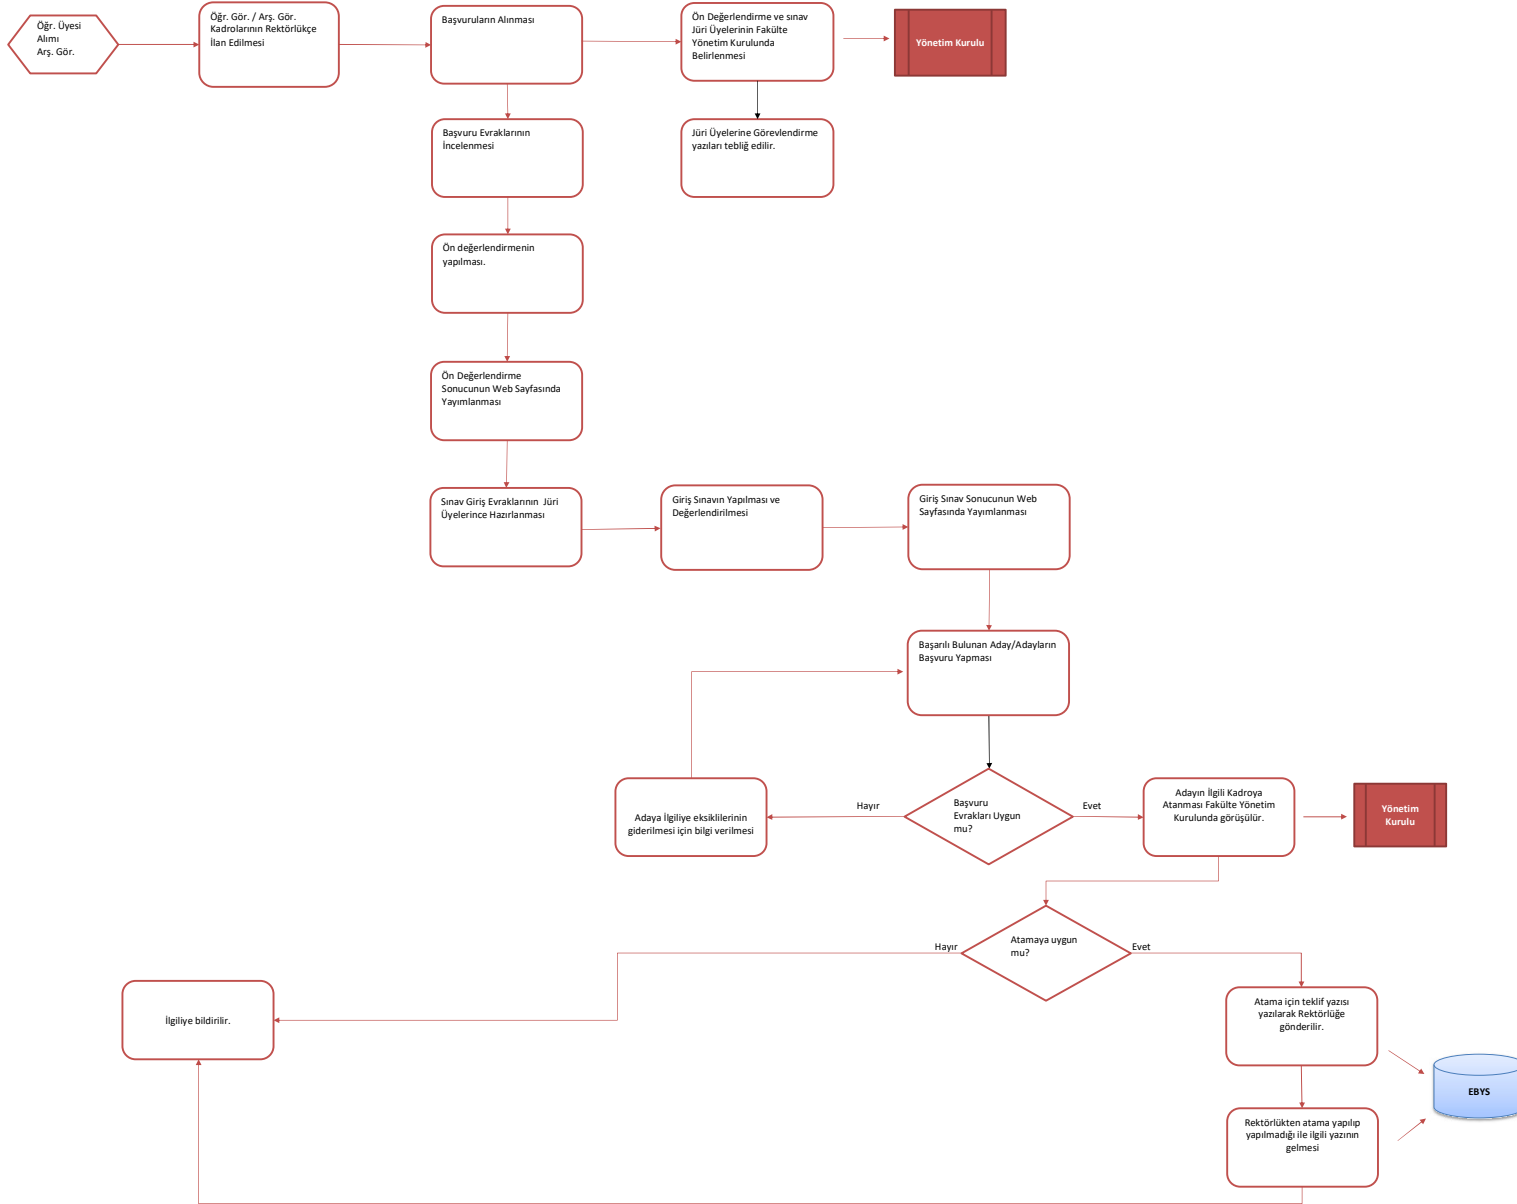 Öğr. Üyesi
Alımı
Arş. Gör.
Öğr. Gör. / Arş. Gör.
Kadrolarının Rektörlükçe
İlan Edilmesi
Başvuruların Alınması
Ön Değerlendirme ve sınav
Jüri Üyelerinin Fakülte
Yönetim Kurulunda
Belirlenmesi
Yönetim Kurulu
Başvuru Evraklarının
İncelenmesi
Jüri Üyelerine Görevlendirme
yazıları tebliğ edilir.
Ön değerlendirmenin
yapılması.
Ön Değerlendirme
Sonucunun Web Sayfasında
Yayımlanması
Sınav Giriş Evraklarının  Jüri
Üyelerince Hazırlanması
Giriş Sınavın Yapılması ve
Değerlendirilmesi
Giriş Sınav Sonucunun Web
Sayfasında Yayımlanması
Başarılı Bulunan Aday/Adayların
Başvuru Yapması
Adaya İlgiliye eksiklilerinin
giderilmesi için bilgi verilmesi
Hayır
Başvuru
Evrakları Uygun
mu?
Evet
Adayın İlgili Kadroya
Atanması Fakülte Yönetim
Kurulunda görüşülür.
Yönetim
Kurulu
Hayır
Atamaya uygun
mu?
Evet
İlgiliye bildirilir.
Atama için teklif yazısı
yazılarak Rektörlüğe
gönderilir.
EBYS
Rektörlükten atama yapılıp
yapılmadığı ile ilgili yazının
gelmesi